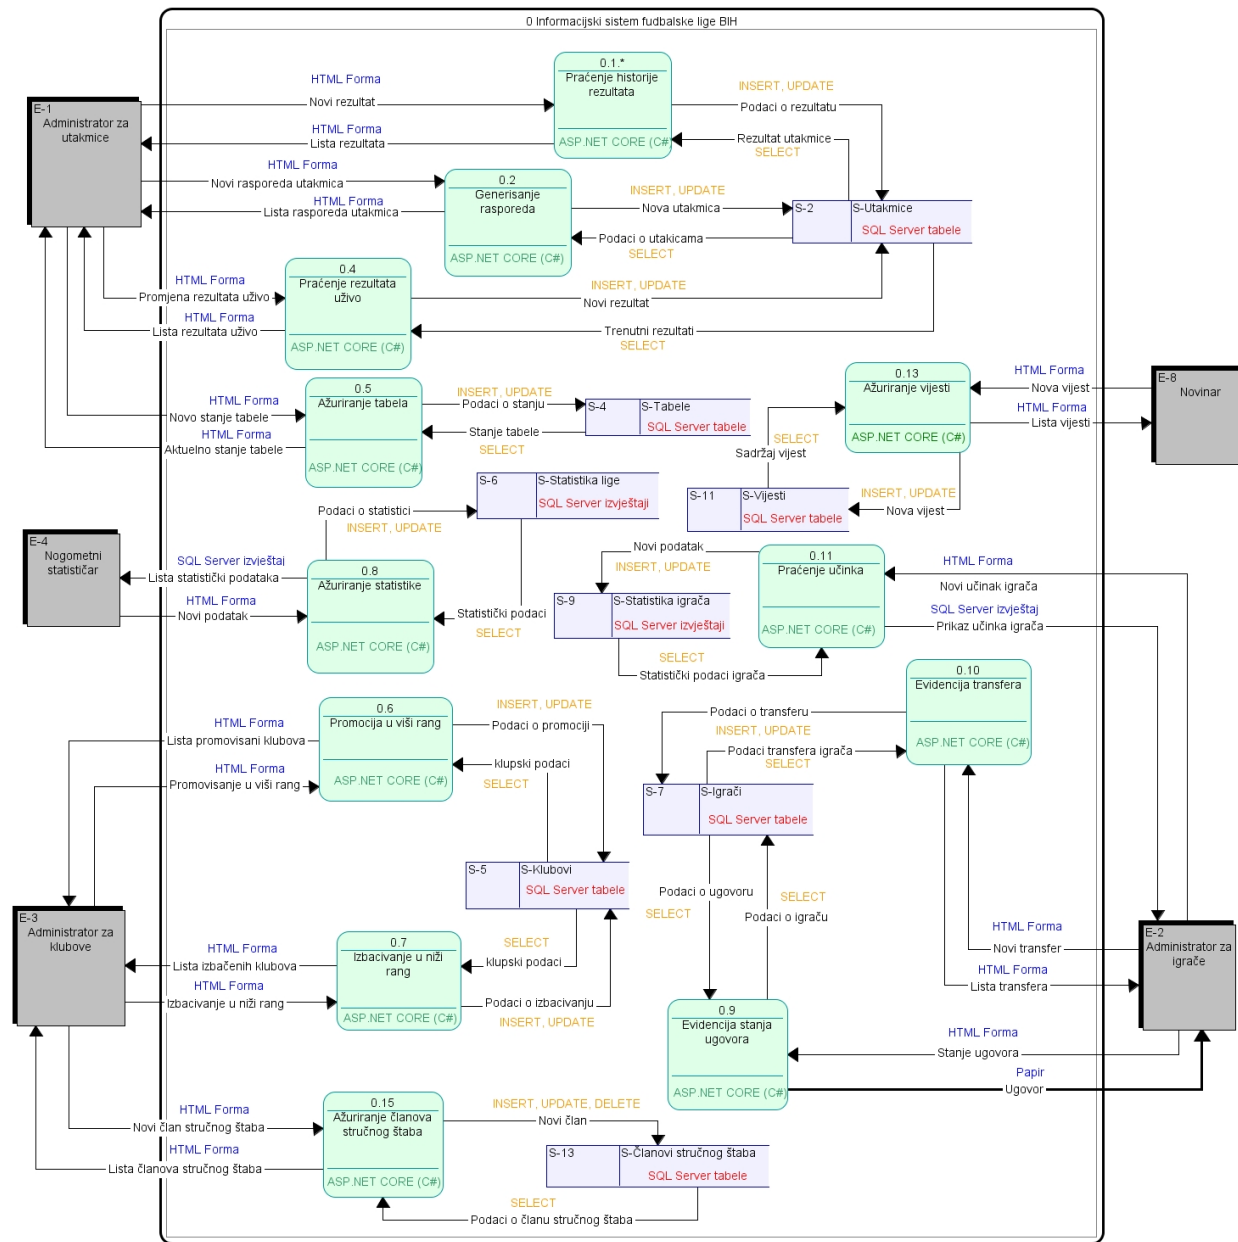 0 Informacijski sistem fudbalske lige BIH
E-1
Administrator za
utakmice
HTML Forma
Novi rezultat
HTML Forma
Lista rezultata
0.1.*
Praćenje historije
rezultata
ASP.NET CORE (C#)
INSERT, UPDATE
Podaci o rezultatu
Rezultat utakmice
SELECT
HTML Forma
Novi rasporeda utakmica
HTML Forma
Lista rasporeda utakmica
0.2
Generisanje
rasporeda
ASP.NET CORE (C#)
INSERT, UPDATE
Nova utakmica
Podaci o utakicama
SELECT
S-2
S-Utakmice
SQL Server tabele
HTML Forma
Promjena rezultata uživo
HTML Forma
Lista rezultata uživo
0.4
Praćenje rezultata
uživo
ASP.NET CORE (C#)
INSERT, UPDATE
Novi rezultat
Trenutni rezultati
SELECT
HTML Forma
Novo stanje tabele
HTML Forma
Aktuelno stanje tabele
0.5
Ažuriranje tabela
ASP.NET CORE (C#)
INSERT, UPDATE
Podaci o stanju
Stanje tabele
SELECT
S-4
S-Tabele
SQL Server tabele
0.13
Ažuriranje vijesti
ASP.NET CORE (C#)
HTML Forma
Nova vijest
HTML Forma
Lista vijesti
E-8
Novinar
SELECT
Sadržaj vijest
S-11
S-Vijesti
SQL Server tabele
INSERT, UPDATE
Nova vijest
S-6
S-Statistika lige
SQL Server izvještaji
Podaci o statistici
INSERT, UPDATE
E-4
Nogometni
statističar
SQL Server izvještaj
Lista statistički podataka
HTML Forma
Novi podatak
0.8
Ažuriranje statistike
ASP.NET CORE (C#)
Statistički podaci
SELECT
Novi podatak
INSERT, UPDATE
S-9
S-Statistika igrača
SQL Server izvještaji
SELECT
Statistički podaci igrača
0.11
Praćenje učinka
ASP.NET CORE (C#)
HTML Forma
Novi učinak igrača
SQL Server izvještaj
Prikaz učinka igrača
0.10
Evidencija transfera
ASP.NET CORE (C#)
Podaci o transferu
INSERT, UPDATE
Podaci transfera igrača
SELECT
S-7
S-Igrači
SQL Server tabele
HTML Forma
Lista promovisani klubova
HTML Forma
Promovisanje u viši rang
0.6
Promocija u viši rang
ASP.NET CORE (C#)
INSERT, UPDATE
Podaci o promociji
klupski podaci
SELECT
S-5
S-Klubovi
SQL Server tabele
Podaci o ugovoru
SELECT
SELECT
Podaci o igraču
E-3
Administrator za
klubove
HTML Forma
Lista izbačenih klubova
HTML Forma
Izbacivanje u niži rang
0.7
Izbacivanje u niži
rang
ASP.NET CORE (C#)
SELECT
klupski podaci
Podaci o izbacivanju
INSERT, UPDATE
HTML Forma
Novi transfer
HTML Forma
Lista transfera
E-2
Administrator za
igrače
0.9
Evidencija stanja
ugovora
ASP.NET CORE (C#)
HTML Forma
Stanje ugovora
Papir
Ugovor
HTML Forma
Novi član stručnog štaba
HTML Forma
Lista članova stručnog štaba
0.15
Ažuriranje članova
stručnog štaba
ASP.NET CORE (C#)
INSERT, UPDATE, DELETE
Novi član
S-13
S-Članovi stručnog štaba
SQL Server tabele
SELECT
Podaci o članu stručnog štaba